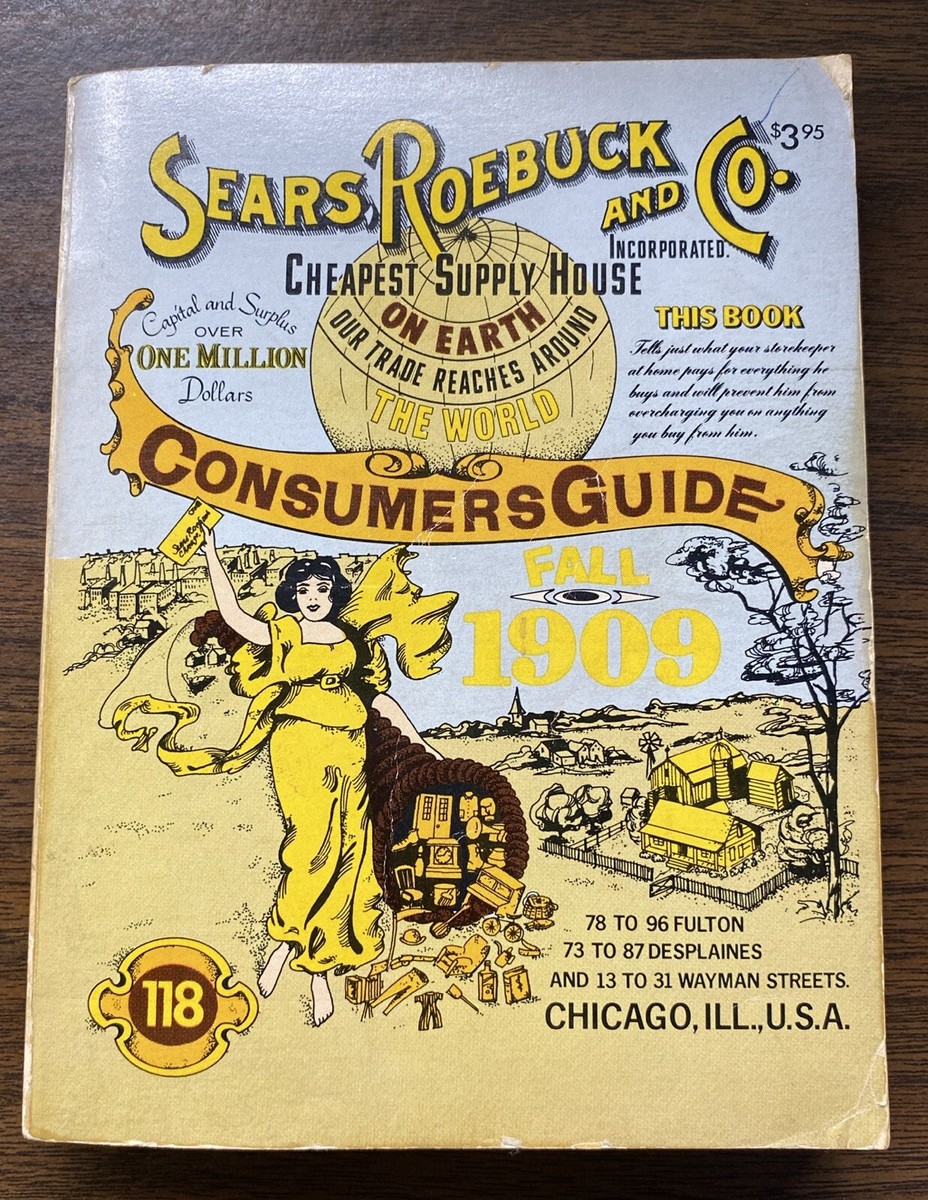 $3.95
SEARS, ROEBUCK AND CO.
INCORPORATED.
CHEAPEST SUPPLY HOUSE
ON EARTH
OUR TRADE REACHES AROUND
THE WORLD
Capital and Surplus
OVER
ONE MILLION
Dollars
THIS BOOK
Tells just what your storekeeper
at home pays for everything he
buys and will prevent him from
overcharging you on anything
you buy from him.
CONSUMERS GUIDE
FALL
1909
78 TO 96 FULTON
73 TO 87 DESPLAINES
AND 13 TO 31 WAYMAN STREETS.
CHICAGO, ILL., U.S.A.
118